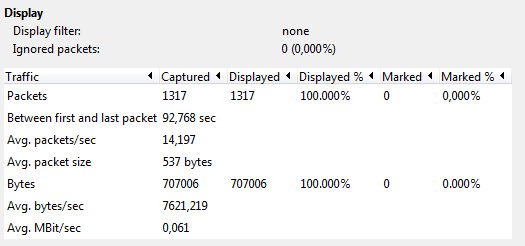 Display
Display filter: none
Ignored packets: 0 (0,000%)
Traffic Captured Displayed Displayed % Marked Marked %
Packets 1317 1317 100.000% 0 0,000%
Between first and last packet 92,768 sec
Avg. packets/sec 14,197
Avg. packet size 537 bytes
Bytes 707006 707006 100.000% 0 0.000%
Avg. bytes/sec 7621,219
Avg. MBit/sec 0,061